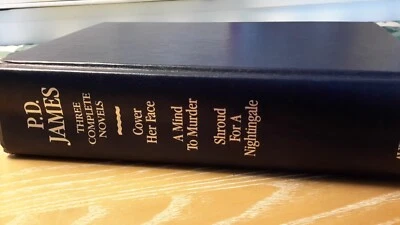 P.D.
JAMES
THREE
COMPLETE
NOVELS
Cover
Her Face
A Mind
To Murder
Shroud
For A
Nightingale